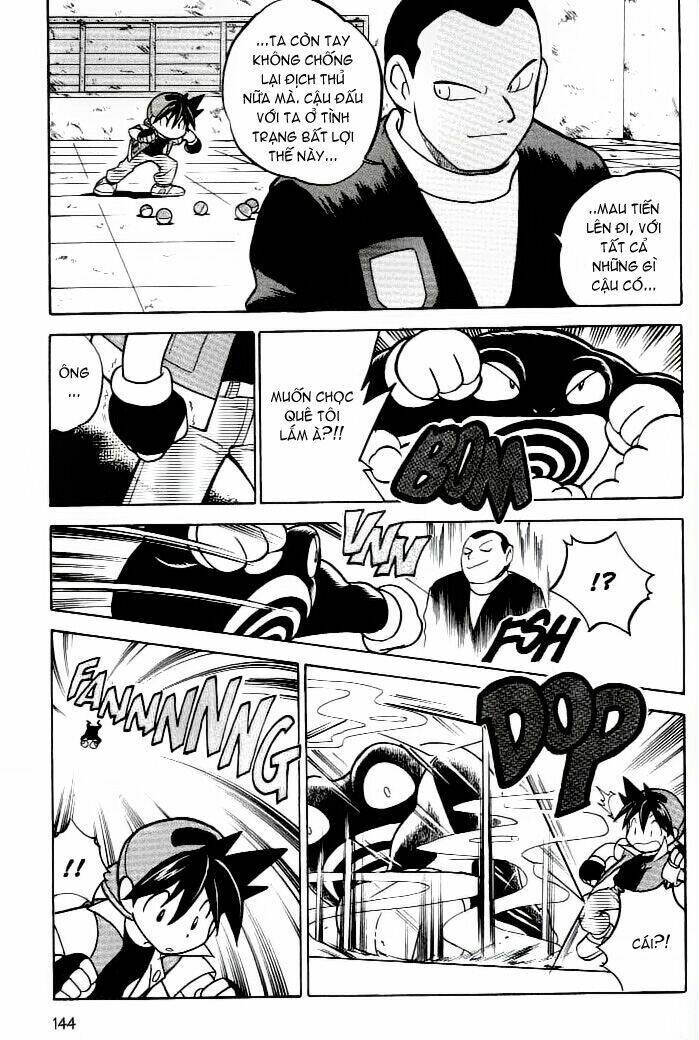 ...TA CÒN TAY
KHÔNG CHỐNG
LẠI ĐỊCH THỦ
NỮA MÀ. CẬU ĐẤU
VỚI TA Ở TÌNH
TRẠNG BẤT LỢI
THẾ NÀY...
..MAU TIẾN
LÊN ĐI, VỚI
TẤT CẢ
NHỮNG GÌ
CẬU CÓ...
ÔNG
...
MUỐN CHỌC
QUÊ TÔI
LẮM À?!!
BOM
VNN
!?
FSH
FANNNNNNG
DOP
!!
CÁI?!
144